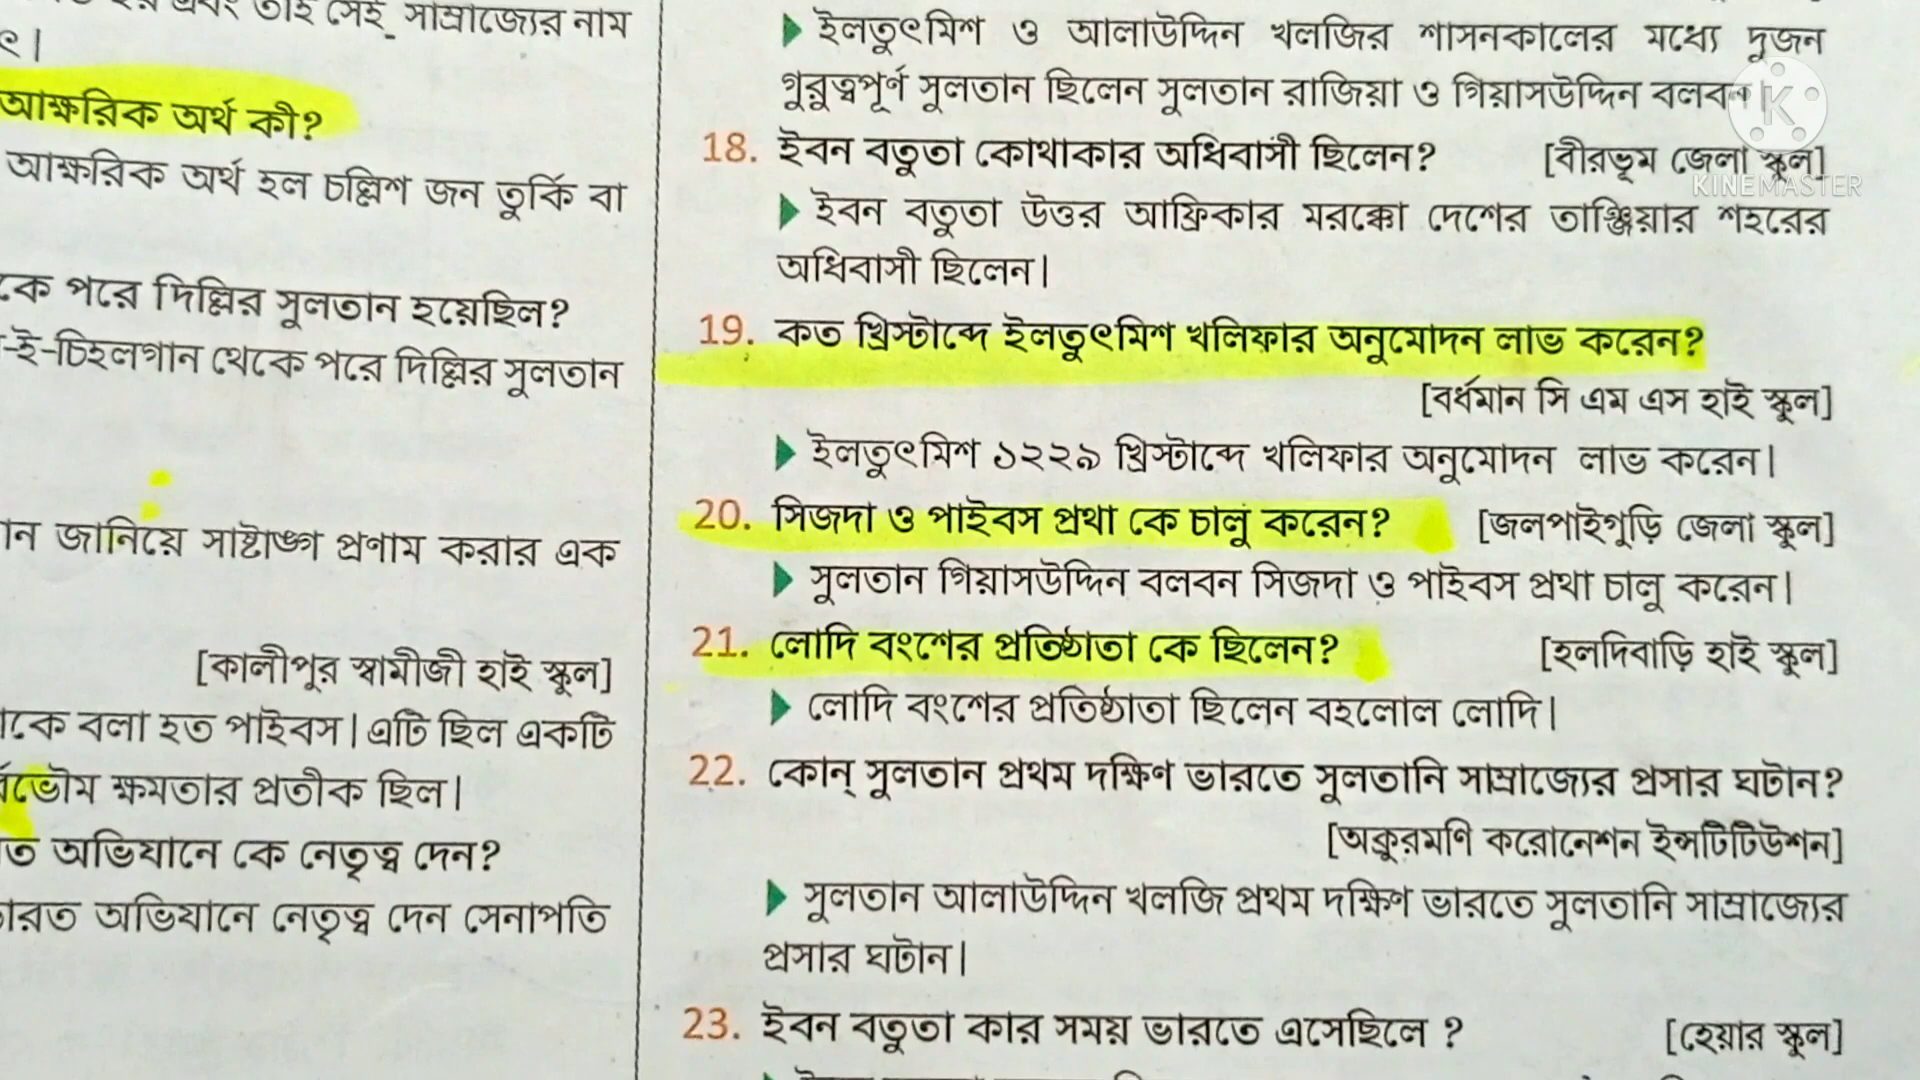 সেই সাম্রাজ্যের নাম
ৎ।
আক্ষরিক অর্থ কী?
আক্ষরিক অর্থ হল চল্লিশ জন তুর্কি বা
কে পরে দিল্লির সুলতান হয়েছিল?
-ই-চিহলগান থেকে পরে দিল্লির সুলতান
জানিয়ে সাষ্টাঙ্গ প্রণাম করার এক
[কালীপুর স্বামীজী হাই স্কুল]
কে বলা হত পাইবস। এটি ছিল একটি
ক্ষমতার প্রতীক ছিল।
অভিযানে কে নেতৃত্ব দেন?
অভিযানে নেতৃত্ব দেন সেনাপতি
▶ ইলতুৎমিশ ও আলাউদ্দিন খলজির শাসনকালের মধ্যে দুজন
গুরুত্বপূর্ণ সুলতান ছিলেন সুলতান রাজিয়া ও গিয়াসউদ্দিন বলবন।
18. ইবন বতুতা কোথাকার অধিবাসী ছিলেন? [বীরভূম জেলা স্কুল]
▶ ইবন বতুতা উত্তর আফ্রিকার মরক্কো দেশের তাঞ্জিয়ার শহরের
অধিবাসী ছিলেন।
19. কত খ্রিস্টাব্দে ইলতুৎমিশ খলিফার অনুমোদন লাভ করেন?
[বর্ধমান সি এম এস হাই স্কুল]
▶ ইলতুৎমিশ ১২২৯ খ্রিস্টাব্দে খলিফার অনুমোদন লাভ করেন।
20. সিজদা ও পাইবস প্রথা কে চালু করেন? [জলপাইগুড়ি জেলা স্কুল]
▶ সুলতান গিয়াসউদ্দিন বলবন সিজদা ও পাইবস প্রথা চালু করেন।
21. লোদি বংশের প্রতিষ্ঠাতা কে ছিলেন? [হলদিবাড়ি হাই স্কুল]
▶ লোদি বংশের প্রতিষ্ঠাতা ছিলেন বহলোল লোদি।
22. কোন্ সুলতান প্রথম দক্ষিণ ভারতে সুলতানি সাম্রাজ্যের প্রসার ঘটান?
[অক্রুরমণি করোনেশন ইন্সটিটিউশন]
▶ সুলতান আলাউদ্দিন খলজি প্রথম দক্ষিণ ভারতে সুলতানি সাম্রাজ্যের
প্রসার ঘটান।
23. ইবন বতুতা কার সময় ভারতে এসেছিলে ? [হেয়ার স্কুল]
K
KINEMASTER